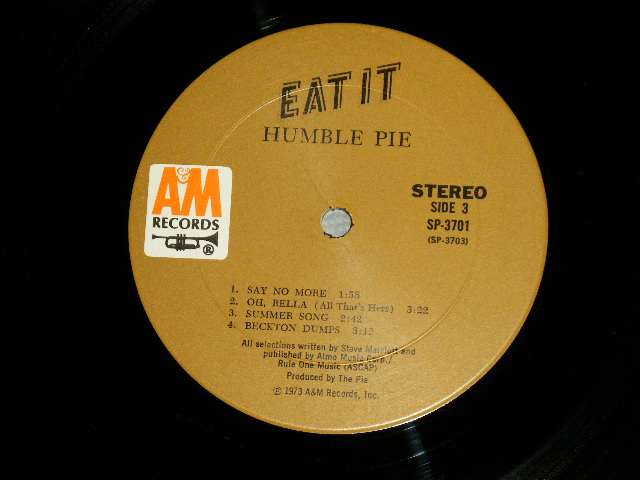 EAT IT
HUMBLE PIE
A&M
RECORDS
®
STEREO
SIDE 3
SP-3701
(SP-3703)
1. SAY NO MORE 1:58
2. OH, BELLA (All That's Hers) 3:22
3. SUMMER SONG 2:42
4. BECKTON DUMPS 3:12
All selections written by Steve Marriott and
published by Almo Music Corp./
Rule One Music (ASCAP)
Produced by The Pie
℗ 1973 A&M Records, Inc.